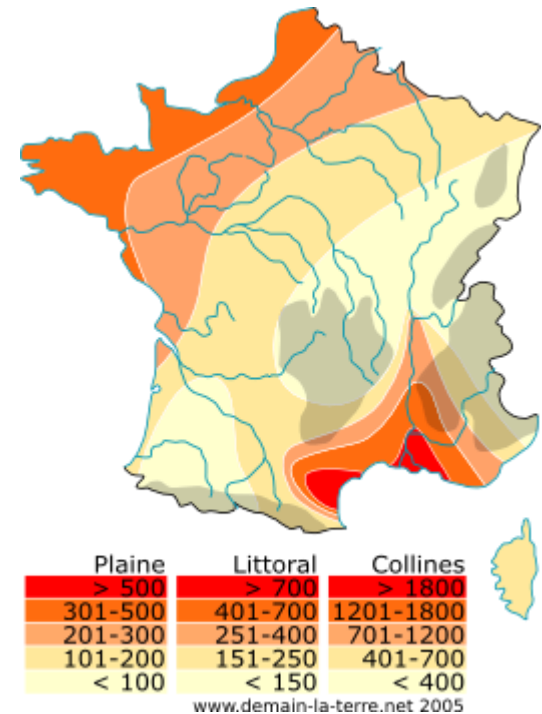 Plaine Littoral Collines
> 500 > 700 > 1800
301-500 401-700 1201-1800
201-300 251-400 701-1200
101-200 151-250 401-700
< 100 < 150 < 400
www.demain-la-terre.net 2005